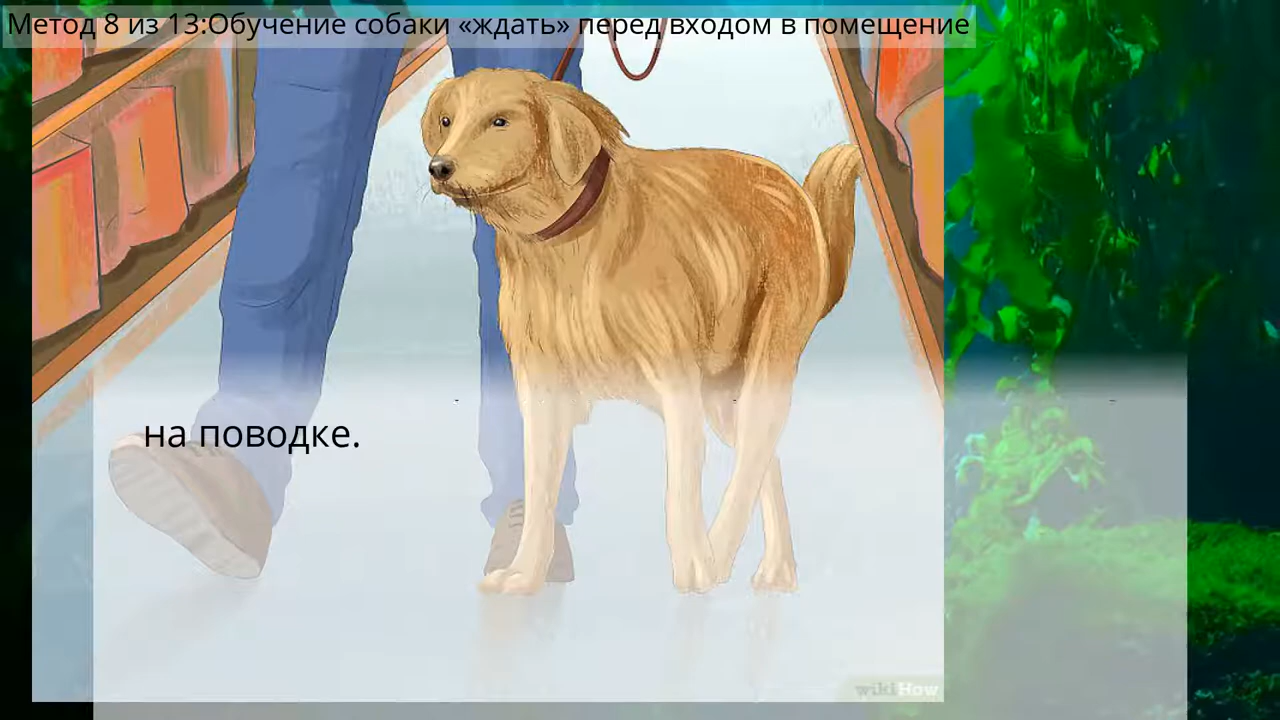 Метод 8 из 13:Обучение собаки «ждать» перед входом в помещение
на поводке.
wikiHow